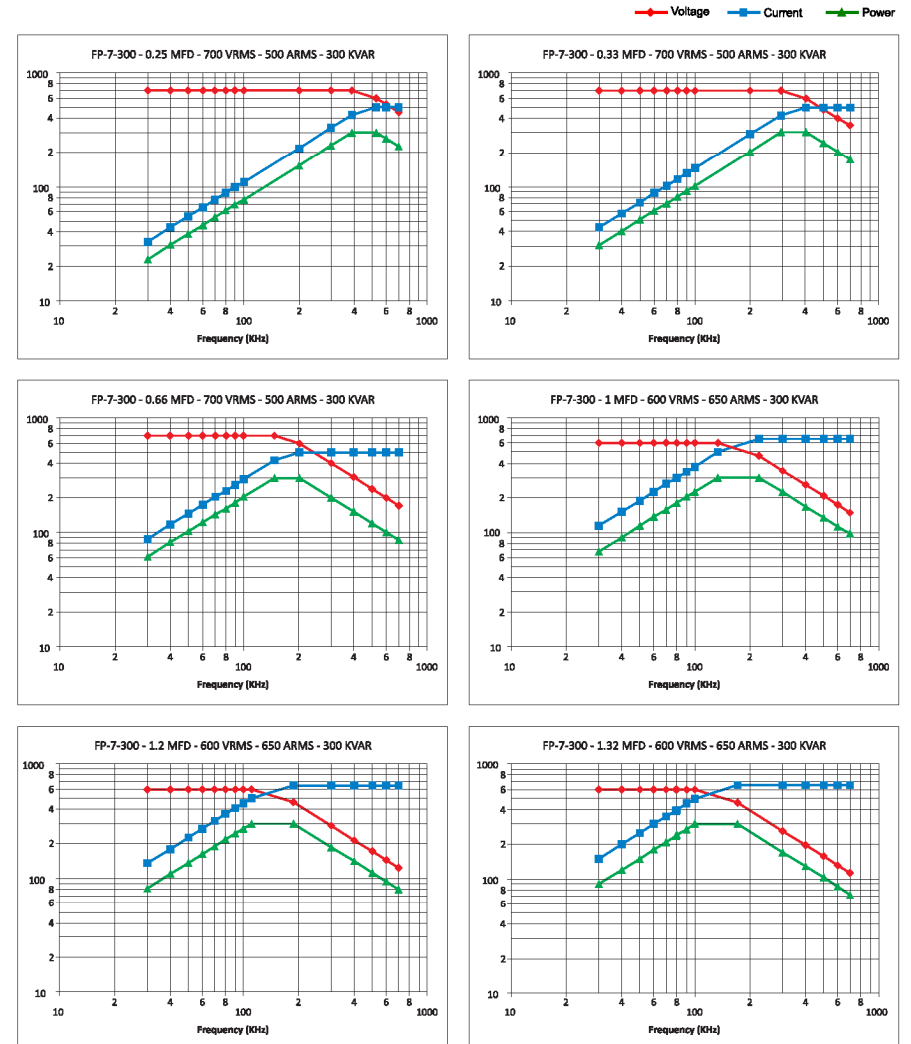 Voltage Current Power
FP-7-300 - 0.25 MFD - 700 VRMS - 500 ARMS - 300 KVAR
1000
8
6
4
2
100
8
6
4
2
10
2 4 6 8 2 4 6 8
10 100 1000
Frequency (KHz)
FP-7-300 - 0.33 MFD - 700 VRMS - 500 ARMS - 300 KVAR
1000
8
6
4
2
100
8
6
4
2
10
2 4 6 8 2 4 6 8
10 100 1000
Frequency (KHz)
FP-7-300 - 0.66 MFD - 700 VRMS - 500 ARMS - 300 KVAR
1000
8
6
4
2
100
8
6
4
2
10
2 4 6 8 2 4 6 8
10 100 1000
Frequency (KHz)
FP-7-300 - 1 MFD - 600 VRMS - 650 ARMS - 300 KVAR
1000
8
6
4
2
100
8
6
4
2
10
2 4 6 8 2 4 6 8
10 100 1000
Frequency (KHz)
FP-7-300 - 1.2 MFD - 600 VRMS - 650 ARMS - 300 KVAR
1000
8
6
4
2
100
8
6
4
2
10
2 4 6 8 2 4 6 8
10 100 1000
Frequency (KHz)
FP-7-300 - 1.32 MFD - 600 VRMS - 650 ARMS - 300 KVAR
1000
8
6
4
2
100
8
6
4
2
10
2 4 6 8 2 4 6 8
10 100 1000
Frequency (KHz)